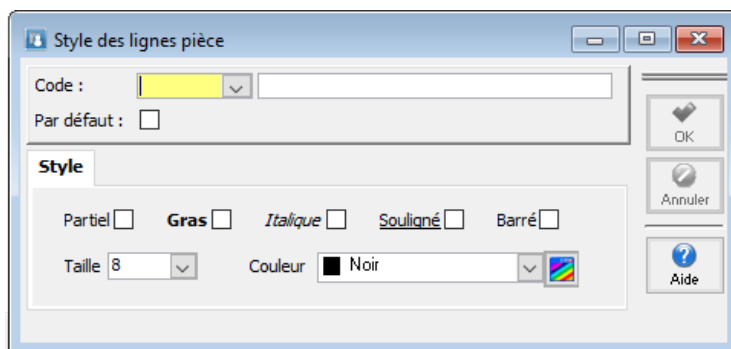 Style des lignes pièce
Code :
Par défaut :
OK
Style
Annuler
Partiel Gras Italique Souligné Barré
Taille 8 Couleur Noir
Aide